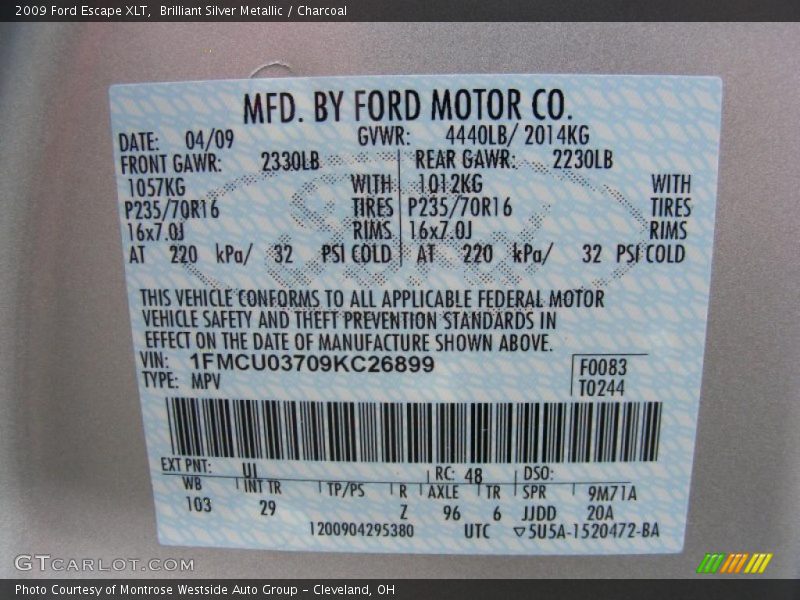 2009 Ford Escape XLT,  Brilliant Silver Metallic / Charcoal
MFD. BY FORD MOTOR CO.
DATE: 04/09 GVWR: 4440LB/ 2014KG
FRONT GAWR: 2330LB REAR GAWR: 2230LB
1057KG WITH 1012KG WITH
P235/70R16 TIRES P235/70R16 TIRES
16x7.0J RIMS 16x7.0J RIMS
AT 220 kPa/ 32 PSI COLD AT 220 kPa/ 32 PSI COLD
THIS VEHICLE CONFORMS TO ALL APPLICABLE FEDERAL MOTOR
VEHICLE SAFETY AND THEFT PREVENTION STANDARDS IN
EFFECT ON THE DATE OF MANUFACTURE SHOWN ABOVE.
VIN: 1FMCU03709KC26899 F0083
TYPE: MPV T0244
EXT PNT: UI RC: 48 DSO:
WB INT TR TP/PS R AXLE TR SPR 9M71A
103 29 Z 96 6 JJDD 20A
1200904295380 UTC ▽5U5A-1520472-BA
GTCARLOT.COM
Photo Courtesy of Montrose Westside Auto Group - Cleveland, OH